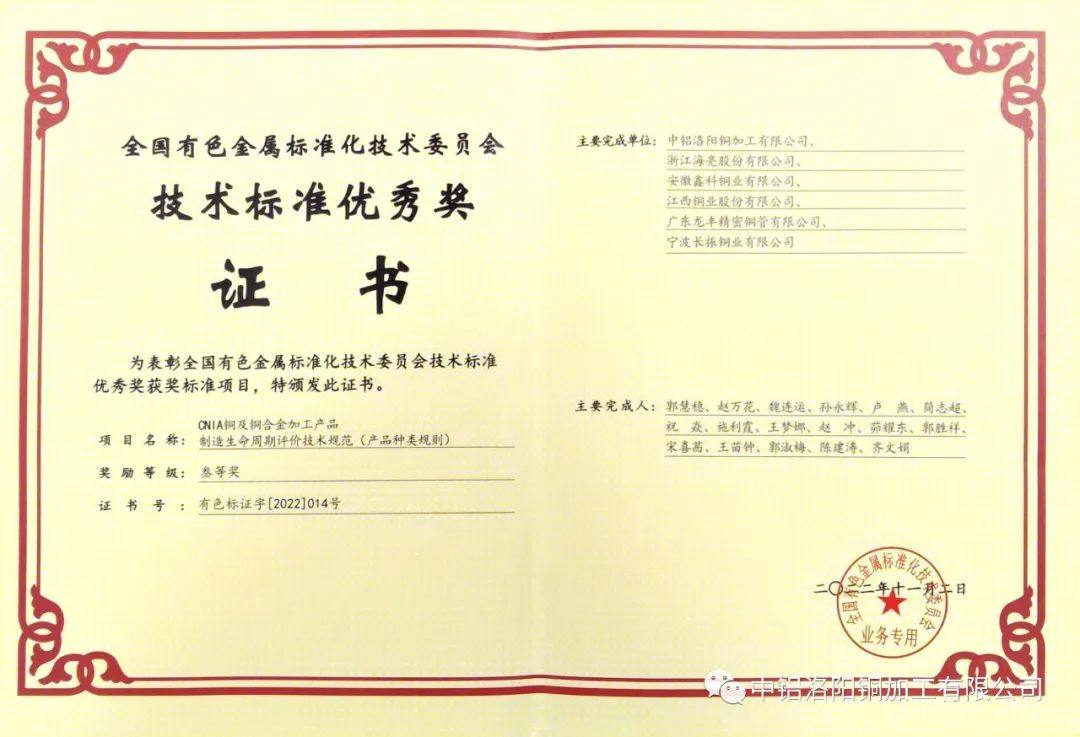 全国有色金属标准化技术委员会
技术标准优秀奖
证 书
为表彰全国有色金属标准化技术委员会技术标准
优秀奖获奖标准项目，特颁发此证书。
CNIA铜及铜合金加工产品
项目名称：制造生命周期评价技术规范（产品种类规则）
奖励等级：叁等奖
证书号：有色标证字[2022]014号
主要完成单位：中铝洛阳铜加工有限公司、
浙江海亮股份有限公司、
安徽鑫科铜业有限公司、
江西铜业股份有限公司、
广东龙丰精密铜管有限公司、
宁波长振铜业有限公司
主要完成人：郭慧稳、赵万花、魏连运、孙永辉、卢 燕、简志超、
祝 焱、施利霞、王梦娜、赵 冲、茆耀东、郭胜祥、
宋喜茜、王苗钟、郭淑梅、陈建涛、齐文娟
二〇二二年十一月二日
全国有色金属标准化技术委员会
业务专用
中铝洛阳铜加工有限公司